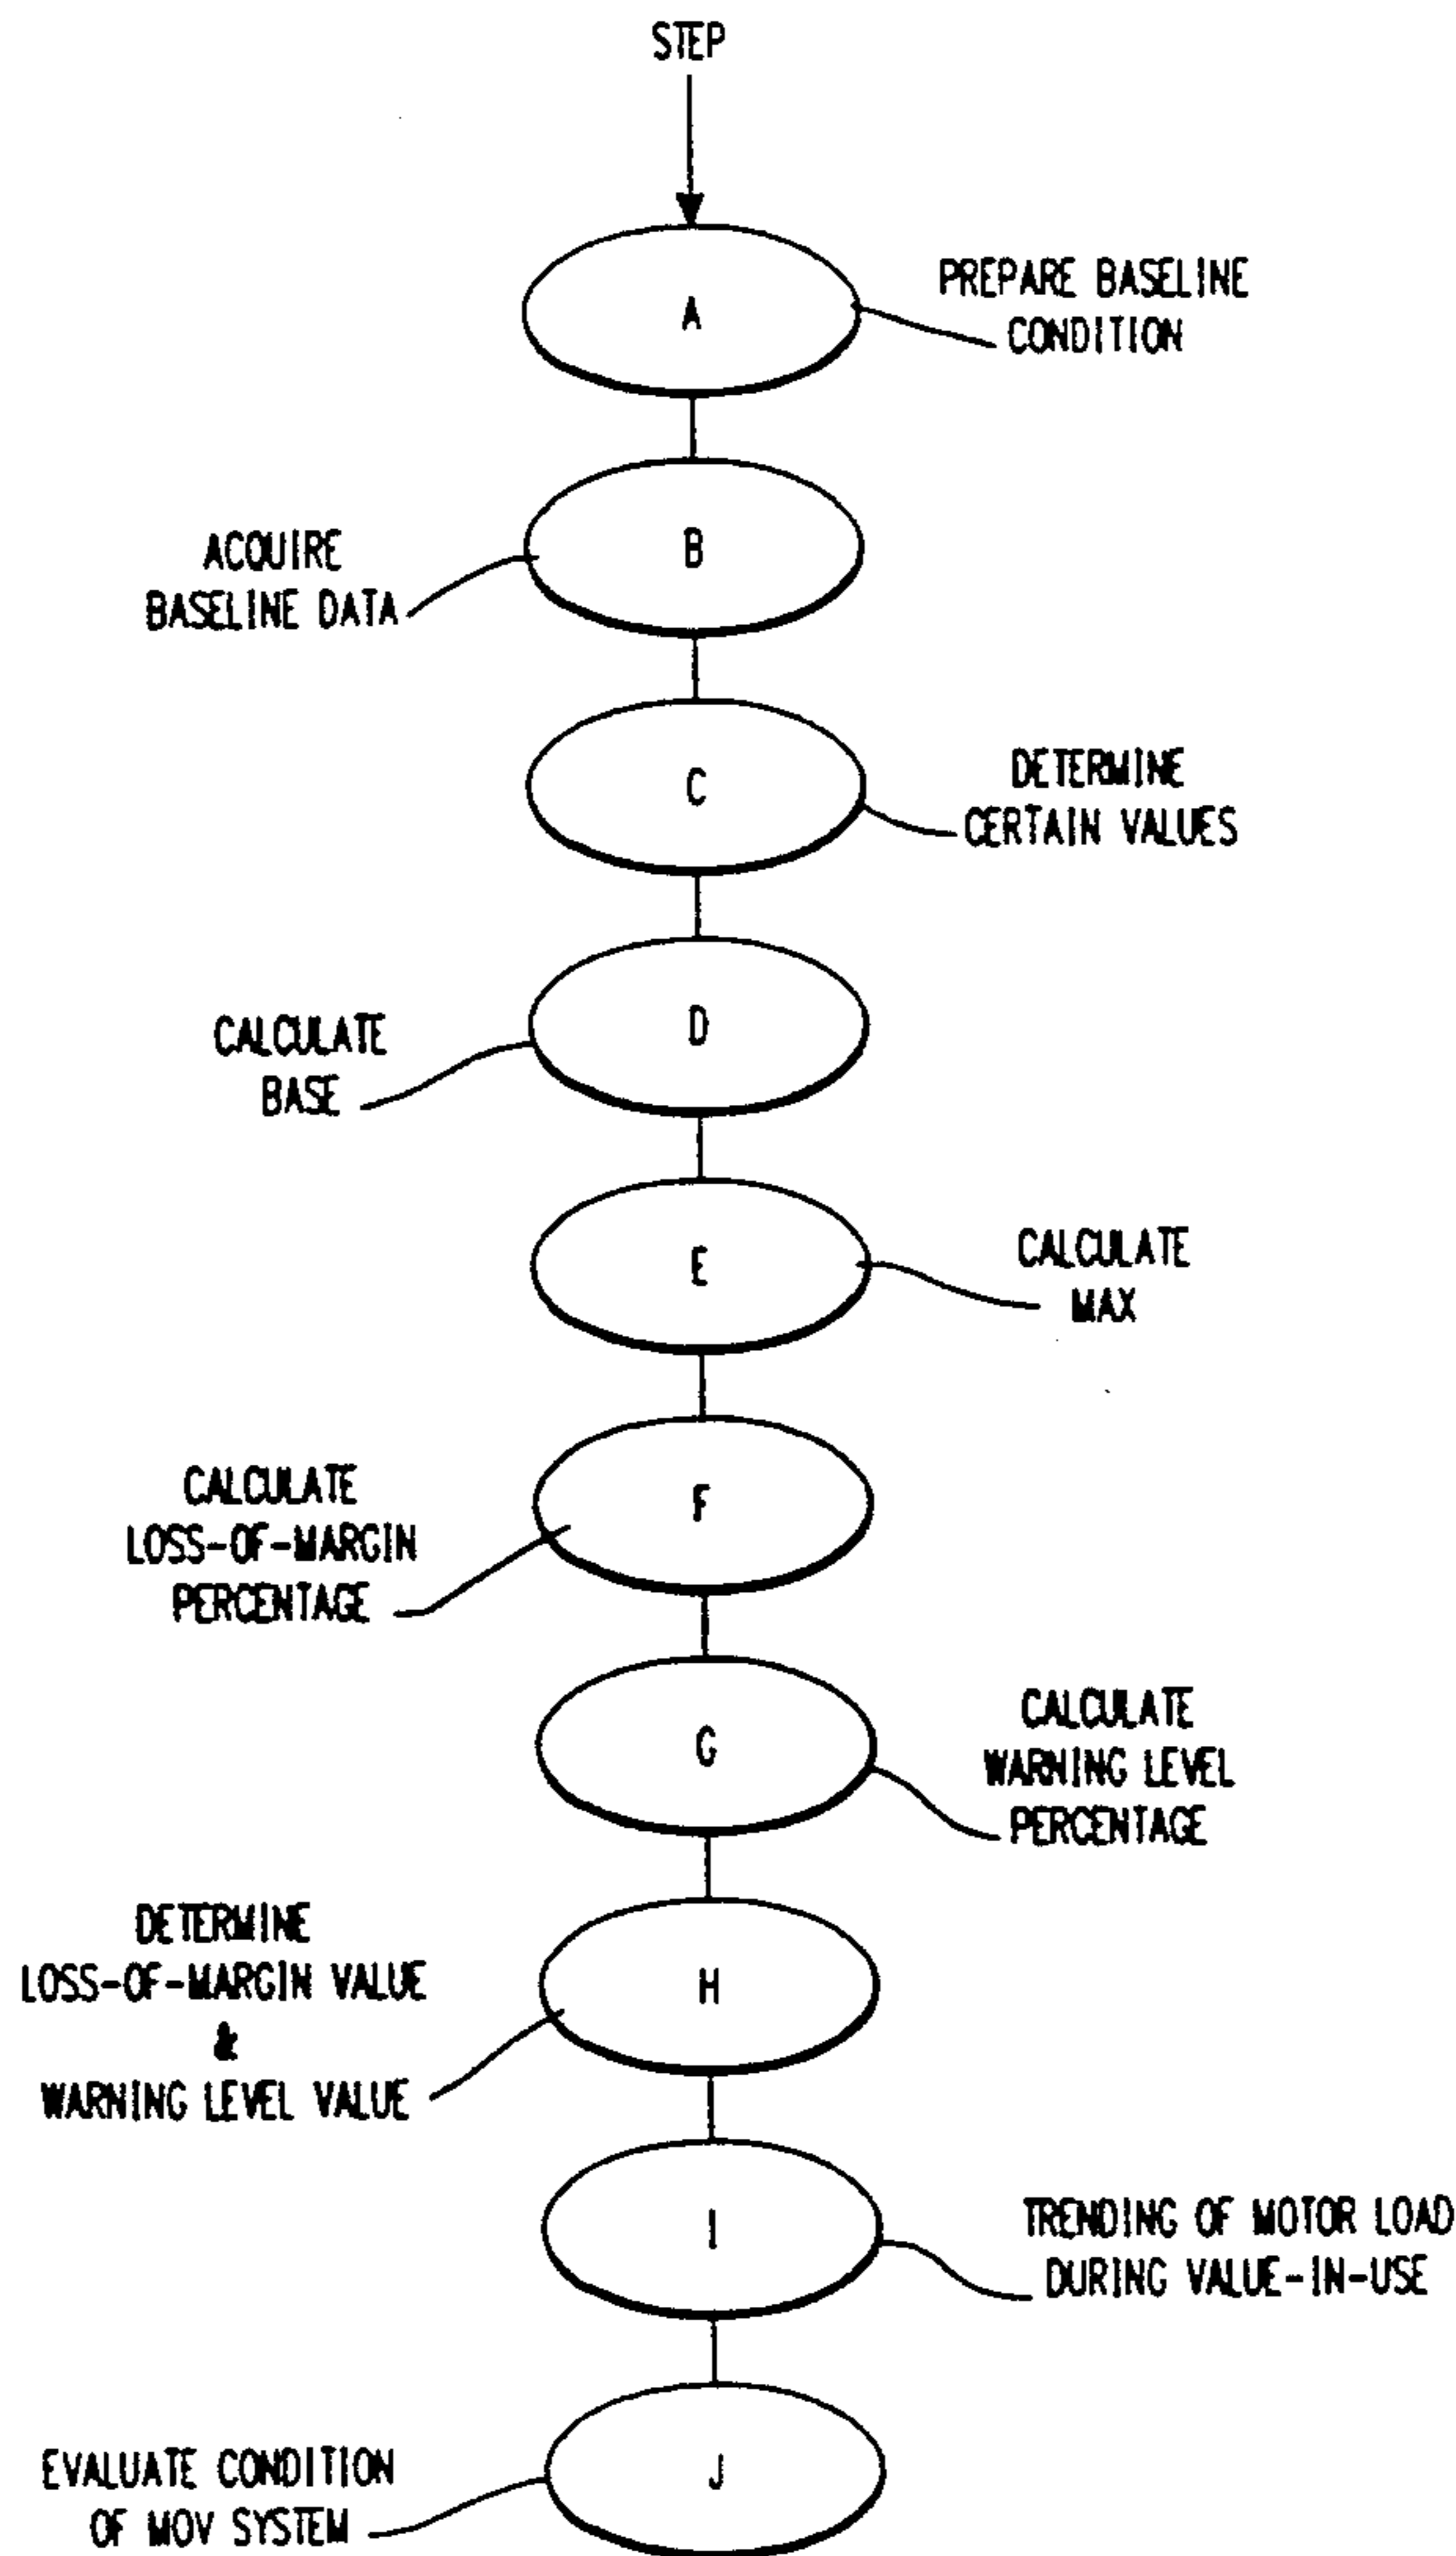 STEP
A
PREPARE BASELINE
CONDITION
B
ACQUIRE
BASELINE DATA
C
DETERMINE
CERTAIN VALUES
D
CALCULATE
BASE
E
CALCULATE
MAX
F
CALCULATE
LOSS-OF-MARGIN
PERCENTAGE
G
CALCULATE
WARNING LEVEL
PERCENTAGE
H
DETERMINE
LOSS-OF-MARGIN VALUE
&
WARNING LEVEL VALUE
I
TRENDING OF MOTOR LOAD
DURING VALUE-IN-USE
J
EVALUATE CONDITION
OF MOV SYSTEM